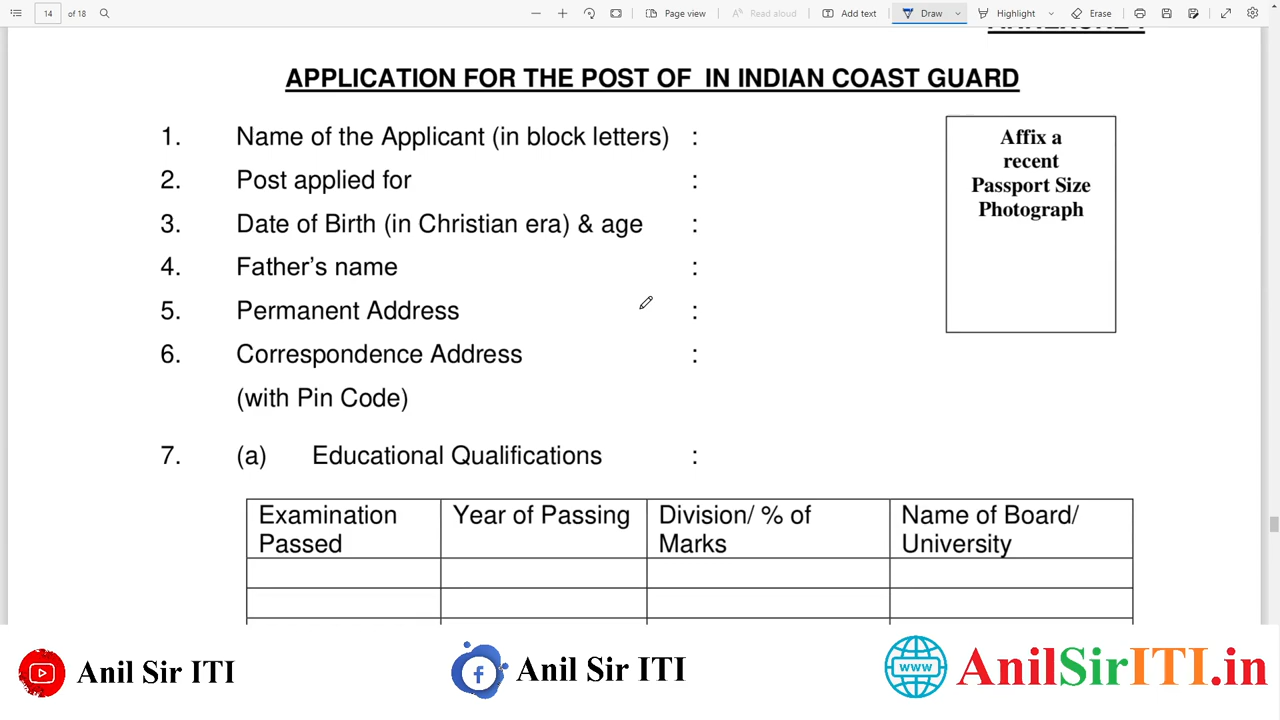 14 of 18 Page view Read aloud Add text Draw Highlight Erase
APPLICATION FOR THE POST OF IN INDIAN COAST GUARD
1. Name of the Applicant (in block letters) :
2. Post applied for :
3. Date of Birth (in Christian era) & age :
4. Father’s name :
5. Permanent Address :
6. Correspondence Address :
(with Pin Code)
Affix a
recent
Passport Size
Photograph
7. (a) Educational Qualifications :
Examination Year of Passing Division/ % of Name of Board/
Passed Marks University
Anil Sir ITI Anil Sir ITI www AnilSirITI.in